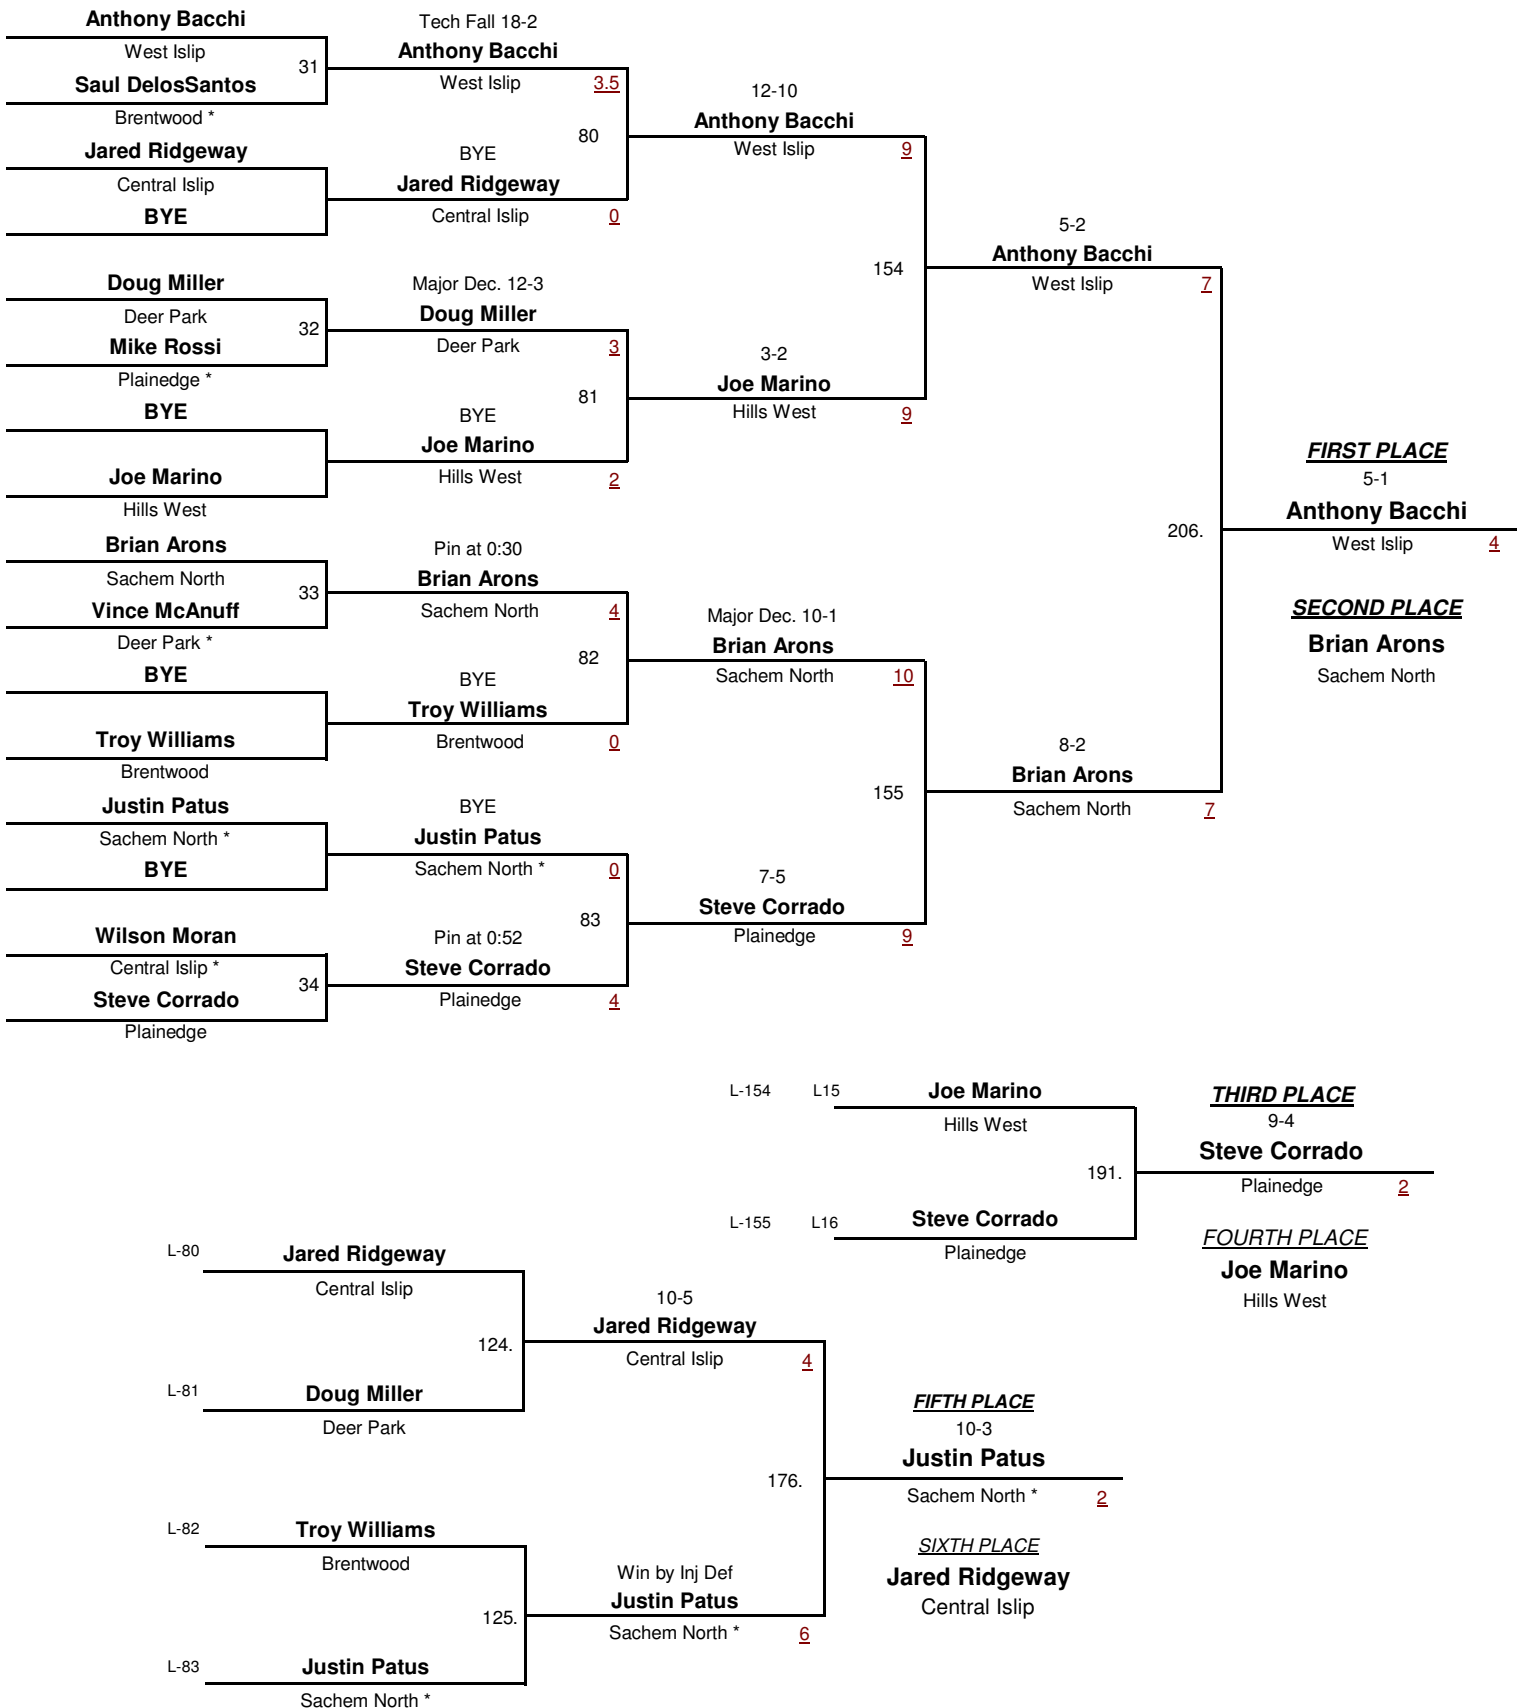 Anthony Bacchi
West Islip
31
Saul DelosSantos
Brentwood *
Jared Ridgeway
Central Islip
BYE
Doug Miller
Deer Park
32
Mike Rossi
Plainedge *
BYE
Joe Marino
Hills West
Brian Arons
Sachem North
33
Vince McAnuff
Deer Park *
BYE
Troy Williams
Brentwood
Justin Patus
Sachem North *
BYE
Wilson Moran
Central Islip *
34
Steve Corrado
Plainedge
Tech Fall 18-2
Anthony Bacchi
West Islip
3.5
80
BYE
Jared Ridgeway
Central Islip
0
Major Dec. 12-3
Doug Miller
Deer Park
3
81
BYE
Joe Marino
Hills West
2
Pin at 0:30
Brian Arons
Sachem North
4
82
BYE
Troy Williams
Brentwood
0
BYE
Justin Patus
Sachem North *
0
83
Pin at 0:52
Steve Corrado
Plainedge
4
12-10
Anthony Bacchi
West Islip
9
154
3-2
Joe Marino
Hills West
9
Major Dec. 10-1
Brian Arons
Sachem North
10
155
7-5
Steve Corrado
Plainedge
9
5-2
Anthony Bacchi
West Islip
7
206.
8-2
Brian Arons
Sachem North
7
FIRST PLACE
5-1
Anthony Bacchi
West Islip
4
SECOND PLACE
Brian Arons
Sachem North
L-154
L15
Joe Marino
Hills West
191.
L-155
L16
Steve Corrado
Plainedge
THIRD PLACE
9-4
Steve Corrado
Plainedge
2
FOURTH PLACE
Joe Marino
Hills West
L-80
Jared Ridgeway
Central Islip
124.
L-81
Doug Miller
Deer Park
L-82
Troy Williams
Brentwood
125.
L-83
Justin Patus
Sachem North *
10-5
Jared Ridgeway
Central Islip
4
176.
Win by Inj Def
Justin Patus
Sachem North *
6
FIFTH PLACE
10-3
Justin Patus
Sachem North *
2
SIXTH PLACE
Jared Ridgeway
Central Islip